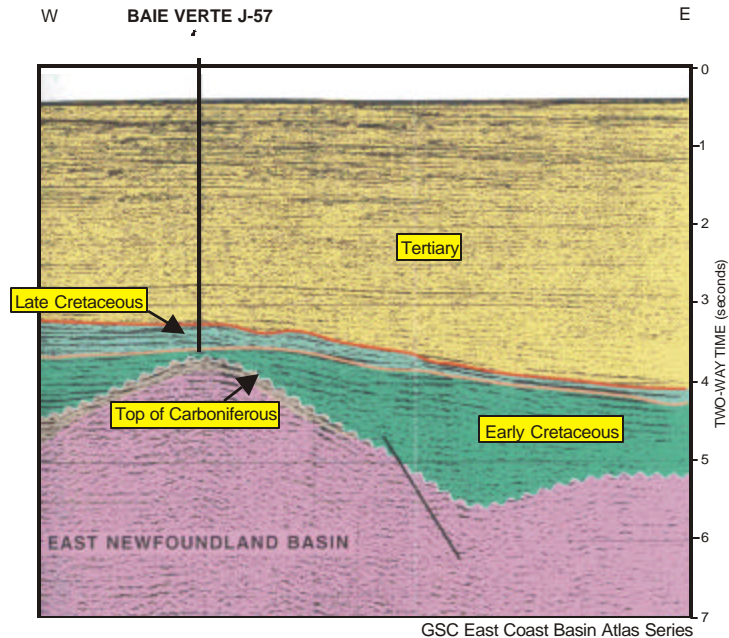 W BAIE VERTE J-57 E
0
1
2
Tertiary
TWO-WAY TIME (seconds)
3
Late Cretaceous
4
Top of Carboniferous
Early Cretaceous
5
EAST NEWFOUNDLAND BASIN
6
7
GSC East Coast Basin Atlas Series